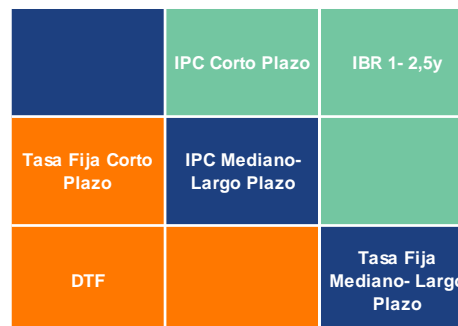 IPC Corto Plazo
IBR 1- 2,5y
Tasa Fija Corto
Plazo
IPC Mediano-
Largo Plazo
DTF
Tasa Fija
Mediano- Largo
Plazo